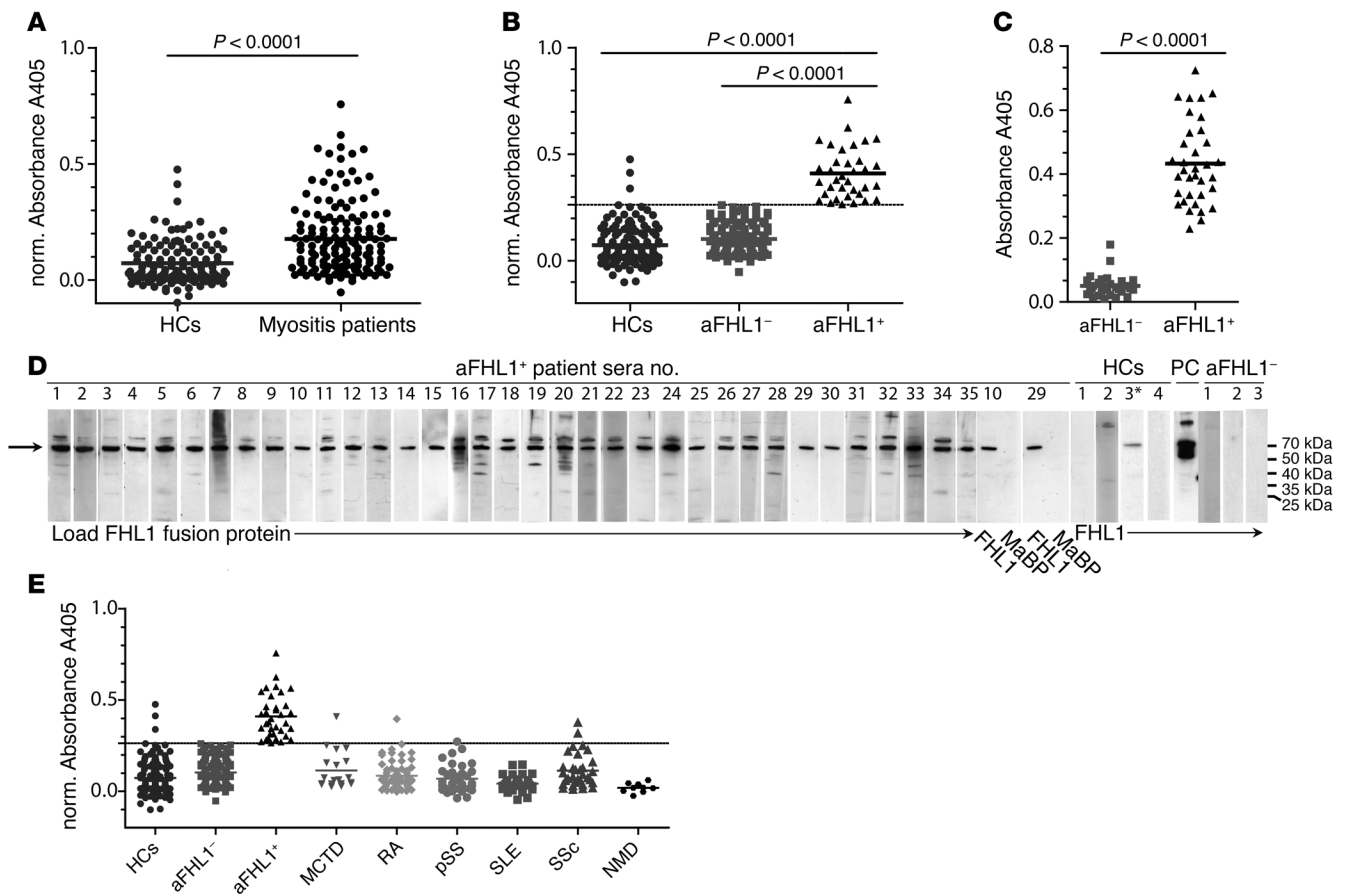 A
P < 0.0001
norm. Absorbance A405
1.0
0.5
0.0
HCs
Myositis patients
B
P < 0.0001
P < 0.0001
norm. Absorbance A405
1.0
0.5
0.0
HCs
aFHL1⁻
aFHL1⁺
C
P < 0.0001
Absorbance A405
0.8
0.6
0.4
0.2
0.0
aFHL1⁻
aFHL1⁺
D
aFHL1⁺ patient sera no. HCs PC aFHL1⁻
1 2 3 4 5 6 7 8 9 10 11 12 13 14 15 16 17 18 19 20 21 22 23 24 25 26 27 28 29 30 31 32 33 34 35 10 29 1 2 3* 4 1 2 3
70 kDa
50 kDa
40 kDa
35 kDa
25 kDa
Load FHL1 fusion protein
FHL1
MaBP
FHL1
MaBP
FHL1
E
norm. Absorbance A405
1.0
0.5
0.0
HCs
aFHL1⁻
aFHL1⁺
MCTD
RA
pSS
SLE
SSc
NMD